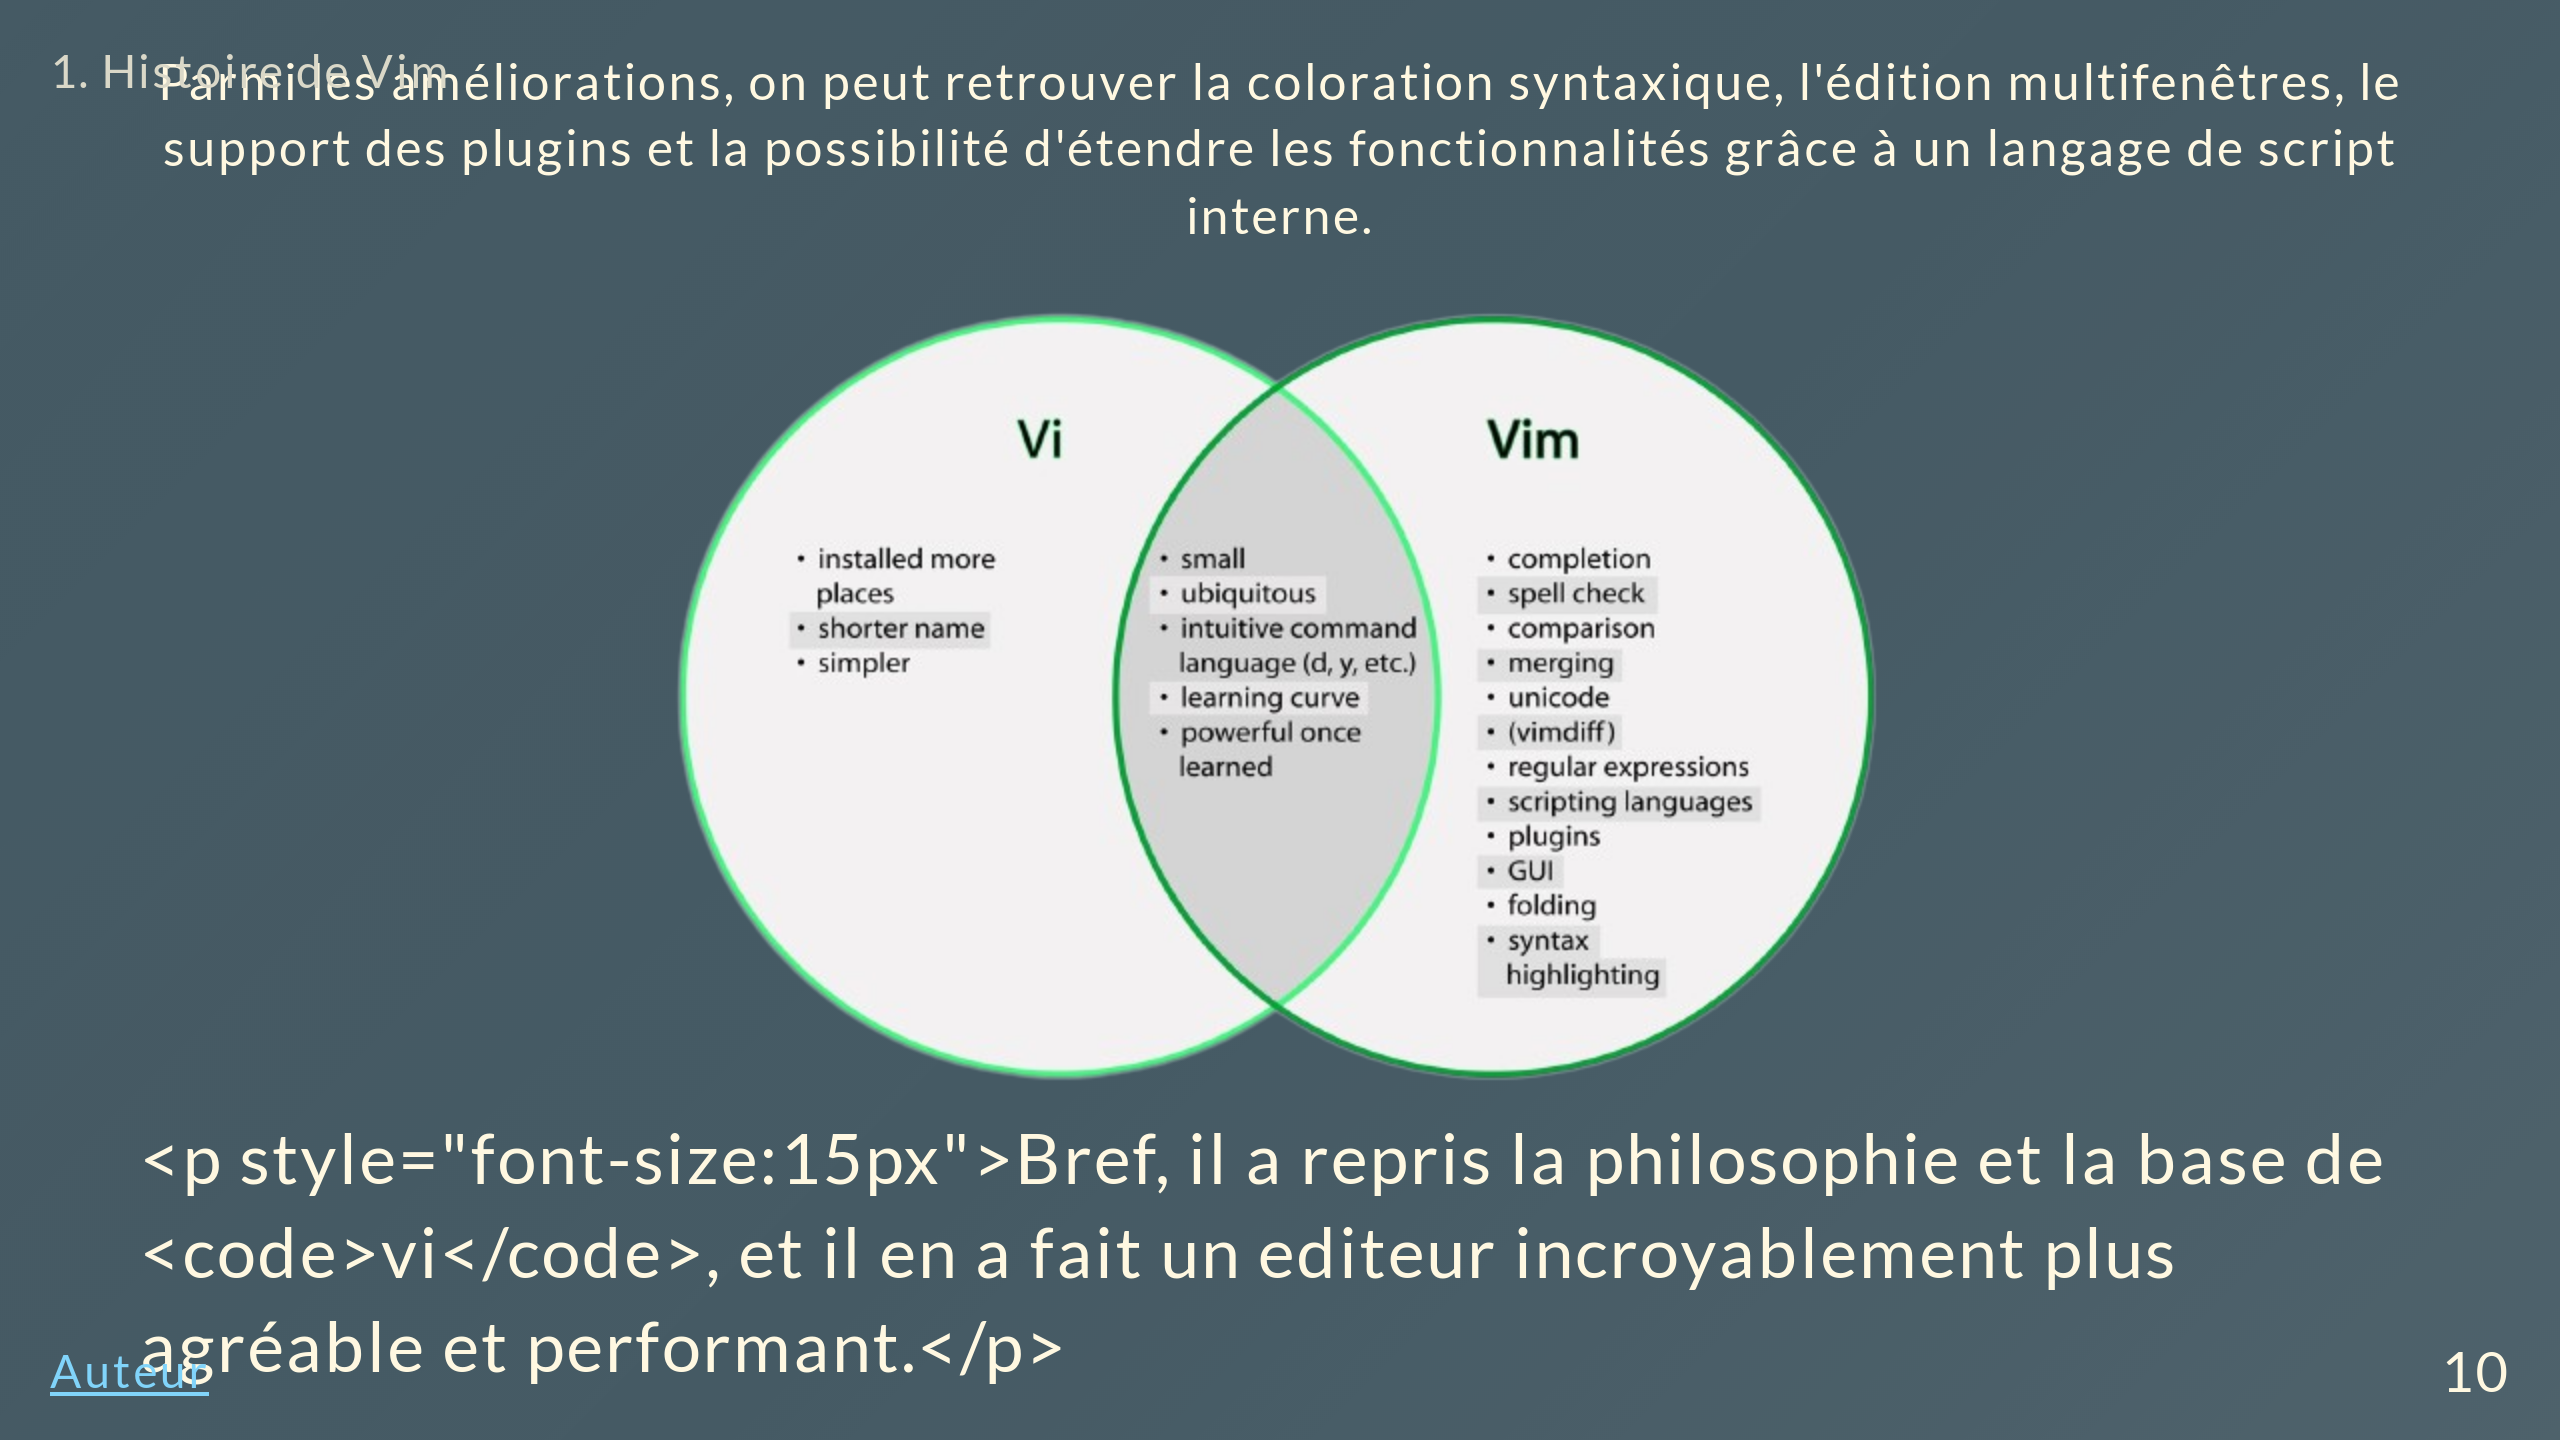 1. Histoire de Vim
Parmi les améliorations, on peut retrouver la coloration syntaxique, l'édition multifenêtres, le
support des plugins et la possibilité d'étendre les fonctionnalités grâce à un langage de script
interne.
Vi
• installed more
places
• shorter name
• simpler
• small
• ubiquitous
• intuitive command
language (d, y, etc.)
• learning curve
• powerful once
learned
Vim
• completion
• spell check
• comparison
• merging
• unicode
• (vimdiff)
• regular expressions
• scripting languages
• plugins
• GUI
• folding
• syntax
highlighting
<p style="font-size:15px">Bref, il a repris la philosophie et la base de
<code>vi</code>, et il en a fait un editeur incroyablement plus
agréable et performant.</p>
Auteur
10